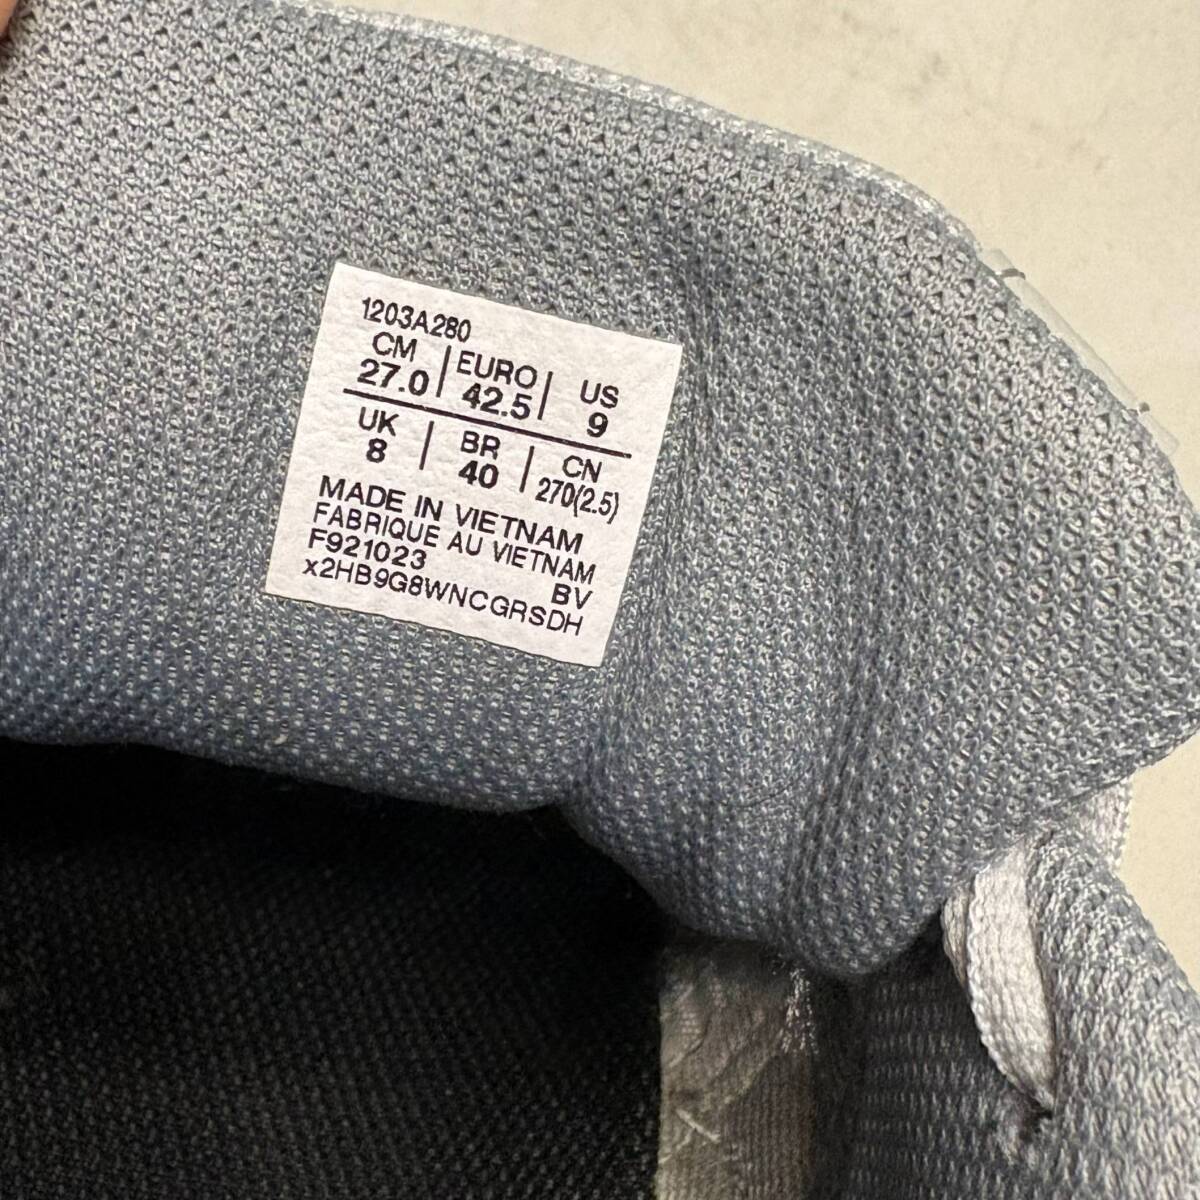 1203A280
CM | EURO | US
27.0 | 42.5 | 9
UK | BR | CN
8 | 40 | 270(2.5)
MADE IN VIETNAM
FABRIQUE AU VIETNAM
F921023 BV
x2HB9G8WNCGRSDH